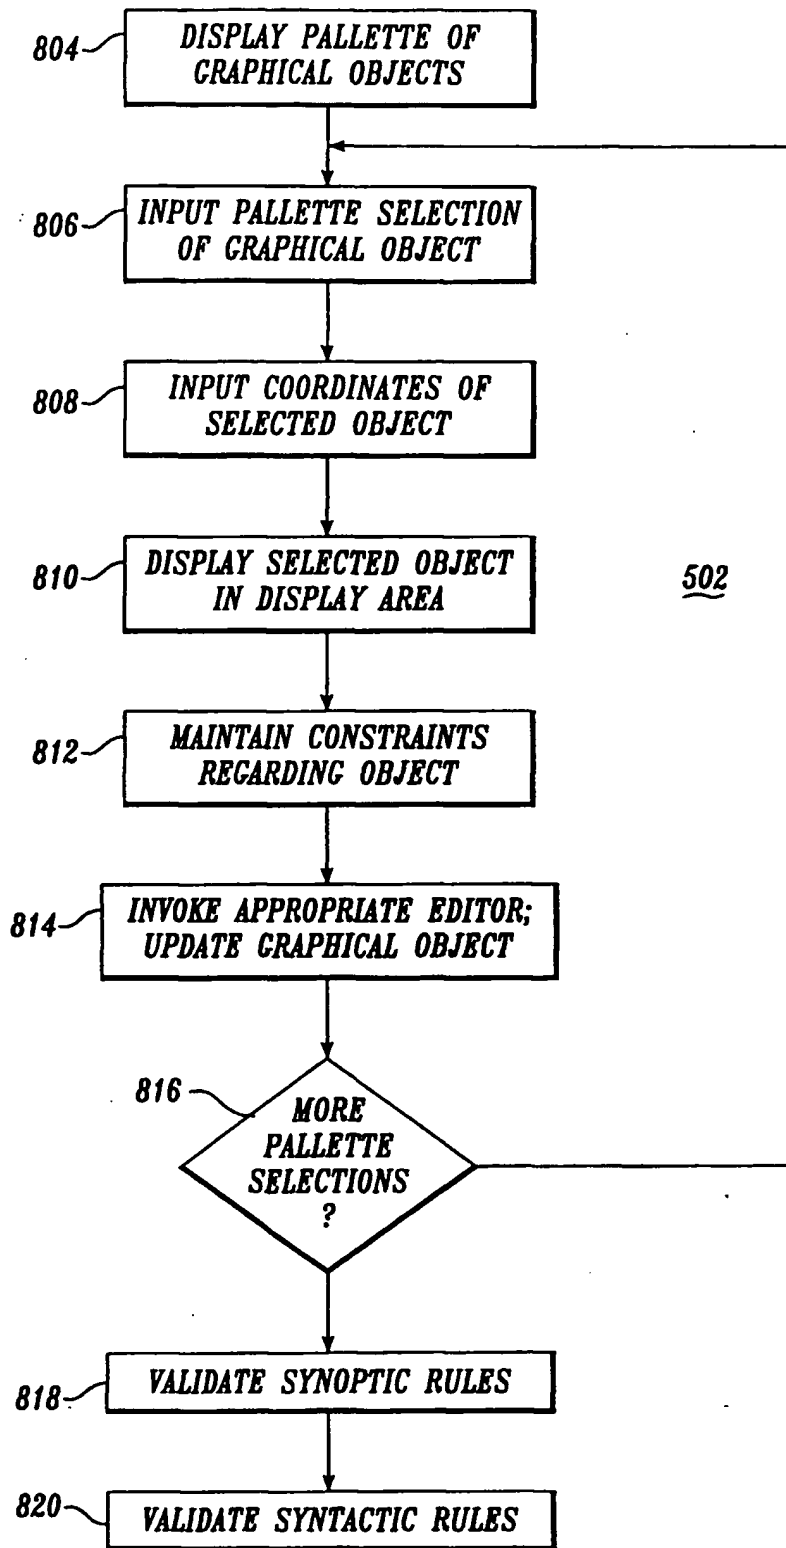 804
DISPLAY PALLETTE OF
GRAPHICAL OBJECTS
806
INPUT PALLETTE SELECTION
OF GRAPHICAL OBJECT
808
INPUT COORDINATES OF
SELECTED OBJECT
810
DISPLAY SELECTED OBJECT
IN DISPLAY AREA
502
812
MAINTAIN CONSTRAINTS
REGARDING OBJECT
814
INVOKE APPROPRIATE EDITOR;
UPDATE GRAPHICAL OBJECT
816
MORE
PALLETTE
SELECTIONS
?
818
VALIDATE SYNOPTIC RULES
820
VALIDATE SYNTACTIC RULES